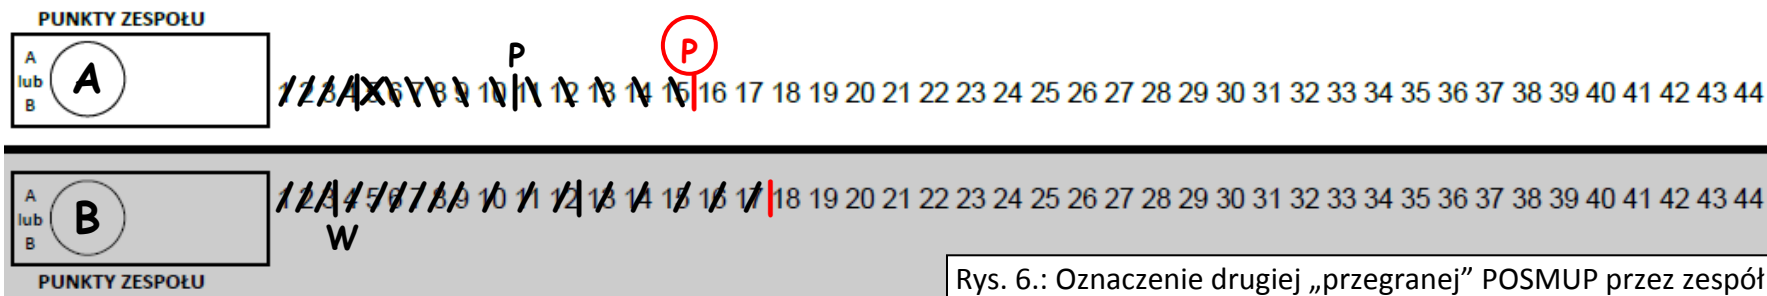 PUNKTY ZESPOŁU
A
lub
B
A
P
P
1 2 3 4 5 6 7 8 9 10 11 12 13 14 15 16 17 18 19 20 21 22 23 24 25 26 27 28 29 30 31 32 33 34 35 36 37 38 39 40 41 42 43 44
A
lub
B
B
1 2 3 4 5 6 7 8 9 10 11 12 13 14 15 16 17 18 19 20 21 22 23 24 25 26 27 28 29 30 31 32 33 34 35 36 37 38 39 40 41 42 43 44
W
PUNKTY ZESPOŁU
Rys. 6.: Oznaczenie drugiej „przegranej” POSMUP przez zespół